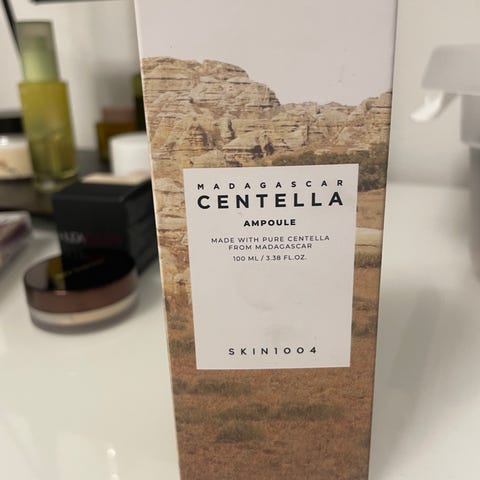 MADAGASCAR
CENTELLA
AMPOULE
MADE WITH PURE CENTELLA
FROM MADAGASCAR
100 ML / 3.38 FL.OZ.
SKIN1004